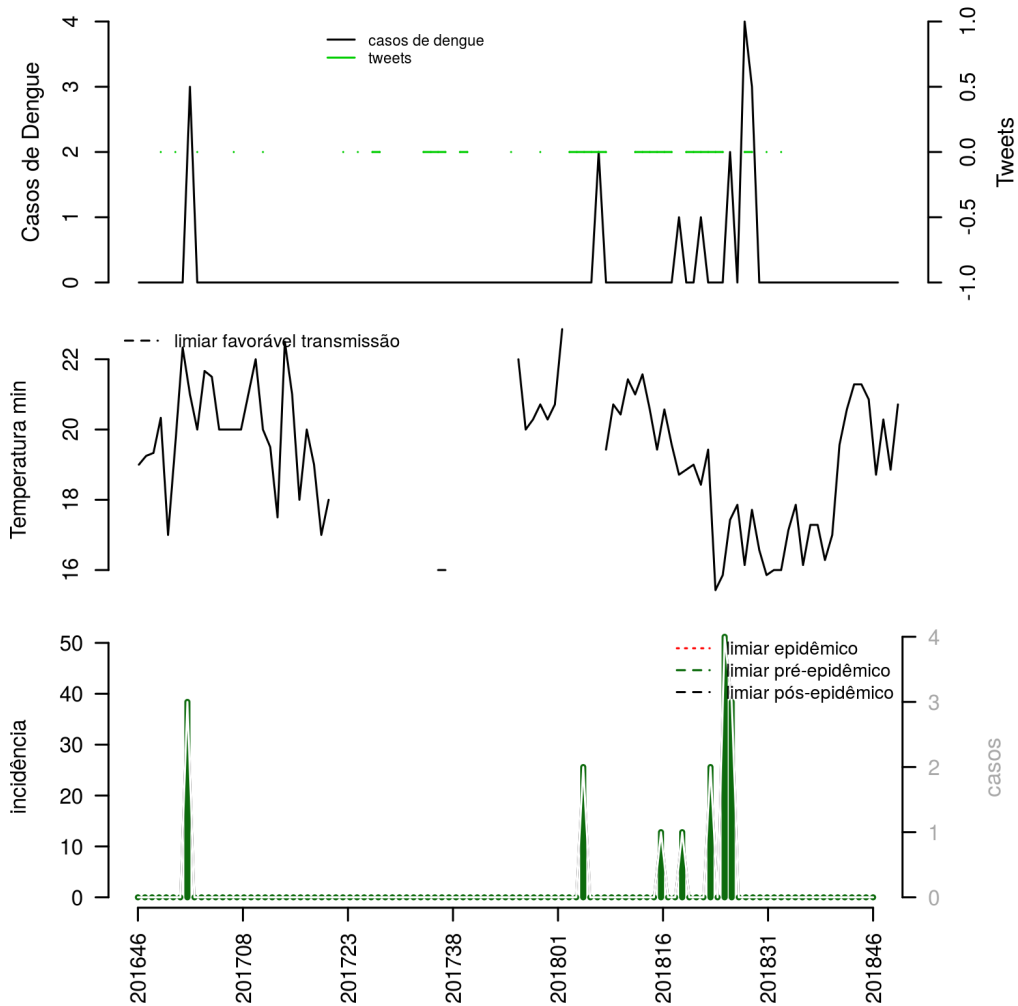 Casos de Dengue
0 1 2 3 4
casos de dengue
tweets
-1.0 -0.5 0.0 0.5 1.0
Tweets
Temperatura min
16 18 20 22
limiar favorável transmissão
incidência
0 10 20 30 40 50
limiar epidêmico
limiar pré-epidêmico
limiar pós-epidêmico
0 1 2 3 4
casos
201646 201708 201723 201738 201801 201816 201831 201846